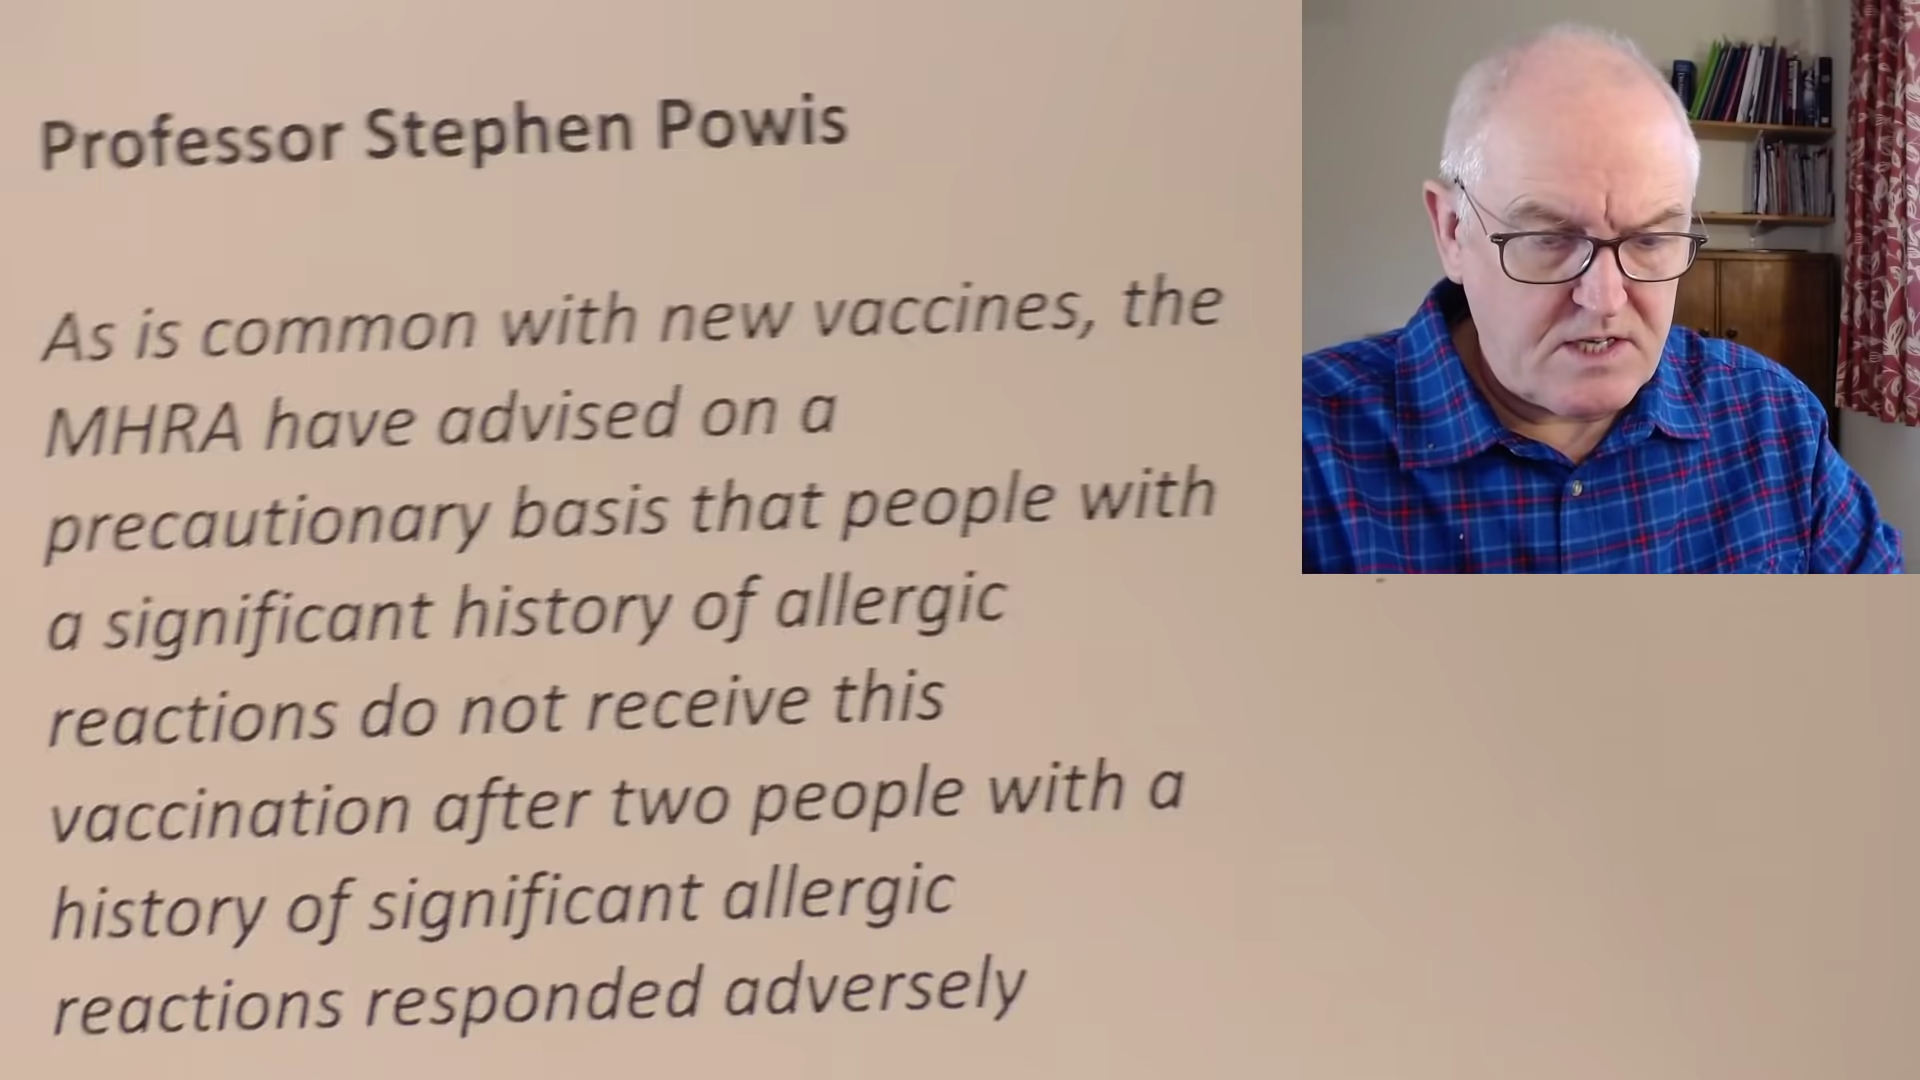 Professor Stephen Powis
As is common with new vaccines, the
MHRA have advised on a
precautionary basis that people with
a significant history of allergic
reactions do not receive this
vaccination after two people with a
history of significant allergic
reactions responded adversely